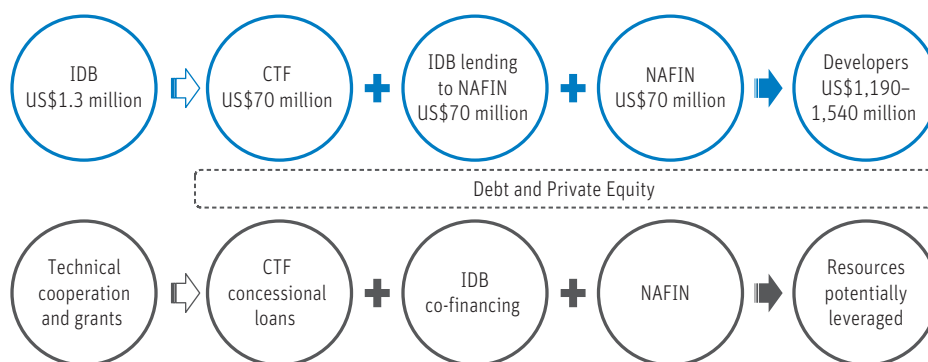 IDB
US$1.3 million
CTF
US$70 million
IDB lending
to NAFIN
US$70 million
NAFIN
US$70 million
Developers
US$1,190–
1,540 million
Debt and Private Equity
Technical
cooperation
and grants
CTF
concessional
loans
IDB
co-financing
NAFIN
Resources
potentially
leveraged